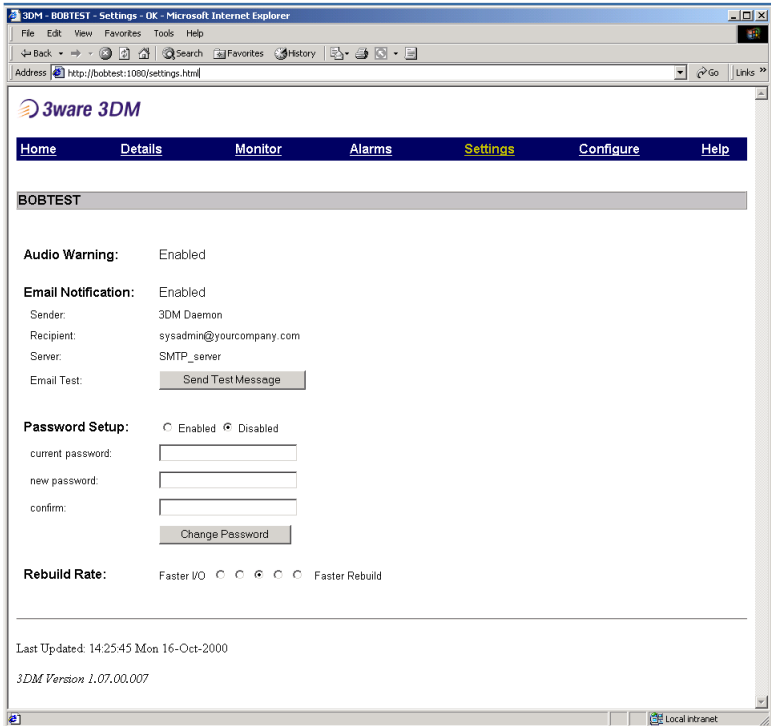 3DM - BOBTEST - Settings - OK - Microsoft Internet Explorer
File Edit View Favorites Tools Help
Back Search Favorites History
Address http://bobtest:1080/settings.html Go Links »
3ware 3DM
Home Details Monitor Alarms Settings Configure Help
BOBTEST
Audio Warning: Enabled
Email Notification: Enabled
Sender: 3DM Daemon
Recipient: sysadmin@yourcompany.com
Server: SMTP_server
Email Test: Send Test Message
Password Setup: Enabled Disabled
current password:
new password:
confirm:
Change Password
Rebuild Rate: Faster I/O Faster Rebuild
Last Updated: 14:25:45 Mon 16-Oct-2000
3DM Version 1.07.00.007
Local intranet